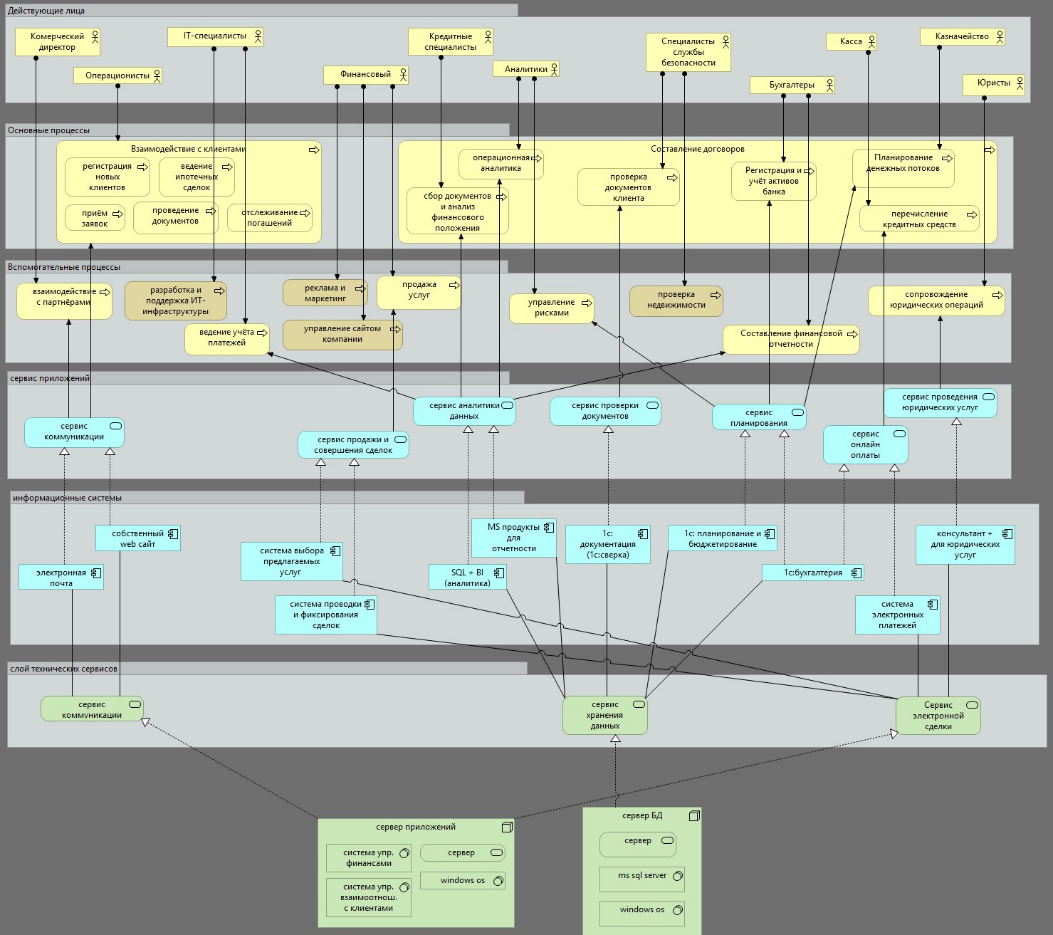 Действующие лица
Комерческий
директор
IT-специалисты
Кредитные
специалисты
Специалисты
службы
безопасности
Касса
Казначейство
Операционисты
Финансовый
Аналитики
Бухгалтеры
Юристы
Основные процессы
Взаимодействие с клиентами
регистрация
новых
клиентов
ведение
ипотечных
сделок
приём
заявок
проведение
документов
отслеживание
погашений
Составление договоров
операционная
аналитика
сбор документов
и анализ
финансового
положения
проверка
документов
клиента
Регистрация и
учёт активов
банка
Планирование
денежных потоков
перечисление
кредитных средств
Вспомогательные процессы
взаимодействие
с партнёрами
разработка и
поддержка ИТ-
инфраструктуры
реклама и
маркетинг
продажа
услуг
управление
рисками
проверка
недвижимости
сопровождение
юридических операций
ведение учёта
платежей
управление сайтом
компании
Составление финансовой
отчетности
сервис приложений
сервис
коммуникации
сервис продажи и
совершения сделок
сервис аналитики
данных
сервис проверки
документов
сервис
планирования
сервис
онлайн
оплаты
сервис проведения
юридических услуг
информационные системы
собственный
web сайт
электронная
почта
система выбора
предлагаемых
услуг
система проводки
и фиксирования
сделок
MS продукты
для
отчетности
SQL + BI
(аналитика)
1с:
документация
(1с:сверка)
1с: планирование и
бюджетирование
1с:бухгалтерия
система
электронных
платежей
консультант +
для юридических
услуг
слой технических сервисов
сервис
коммуникации
сервис
хранения
данных
Сервис
электронной
сделки
сервер приложений
система упр.
финансами
сервер
система упр.
взаимоотнош.
с клиентами
windows os
сервер БД
сервер
ms sql server
windows os